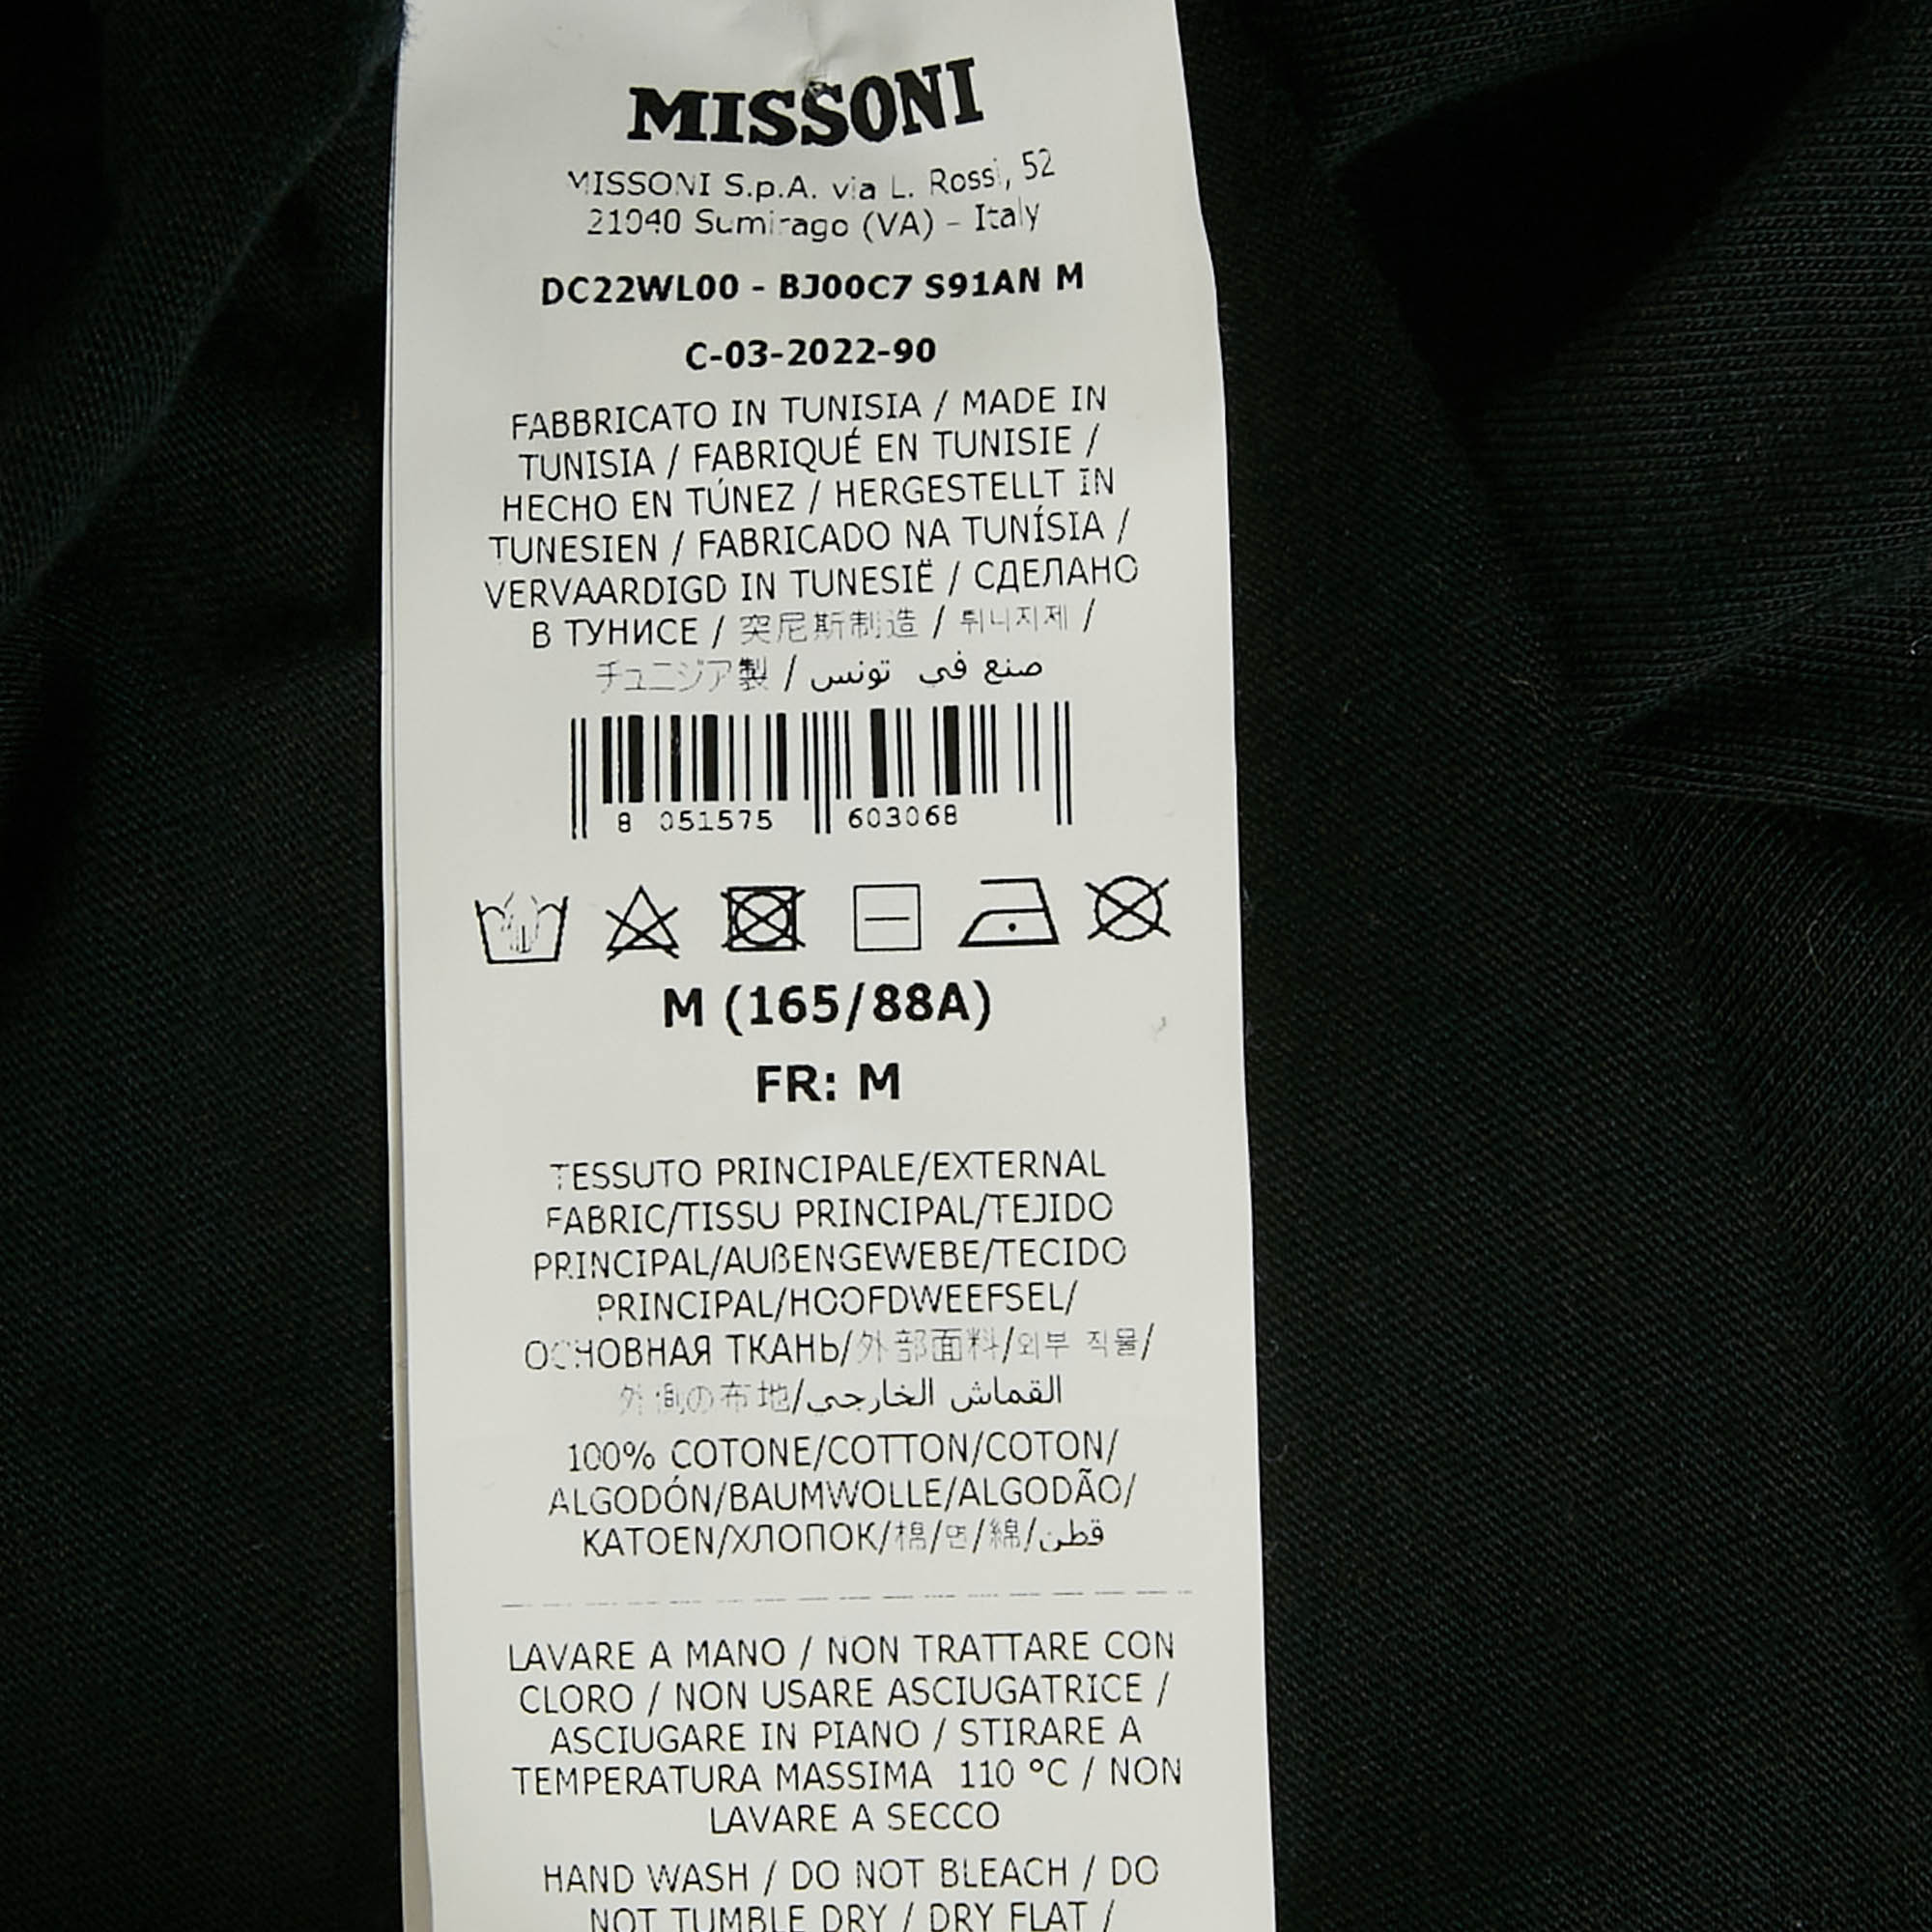 MISSONI
MISSONI S.p.A. via L. Rossi, 52
21040 Sumirago (VA) - Italy
DC22WL00 - BJ00C7 S91AN M
C-03-2022-90
FABBRICATO IN TUNISIA / MADE IN
TUNISIA / FABRIQUÉ EN TUNISIE /
HECHO EN TÚNEZ / HERGESTELLT IN
TUNESIEN / FABRICADO NA TUNÍSIA /
VERVAARDIGD IN TUNESIË / СДЕЛАНО
В ТУНИСЕ / 突尼斯制造 / 튀니지제 /
チュニジア製 / صنع في تونس
8 051575 603068
M (165/88A)
FR: M
TESSUTO PRINCIPALE/EXTERNAL
FABRIC/TISSU PRINCIPAL/TEJIDO
PRINCIPAL/AUßENGEWEBE/TECIDO
PRINCIPAL/HOOFDWEEFSEL/
ОСНОВНАЯ ТКАНЬ/外部面料/외부 직물/
外側の布地/القماش الخارجي
100% COTONE/COTTON/COTON/
ALGODÓN/BAUMWOLLE/ALGODÃO/
KATOEN/ХЛОПОК/棉/면/綿/قطن
LAVARE A MANO / NON TRATTARE CON
CLORO / NON USARE ASCIUGATRICE /
ASCIUGARE IN PIANO / STIRARE A
TEMPERATURA MASSIMA 110 °C / NON
LAVARE A SECCO
HAND WASH / DO NOT BLEACH / DO
NOT TUMBLE DRY / DRY FLAT /